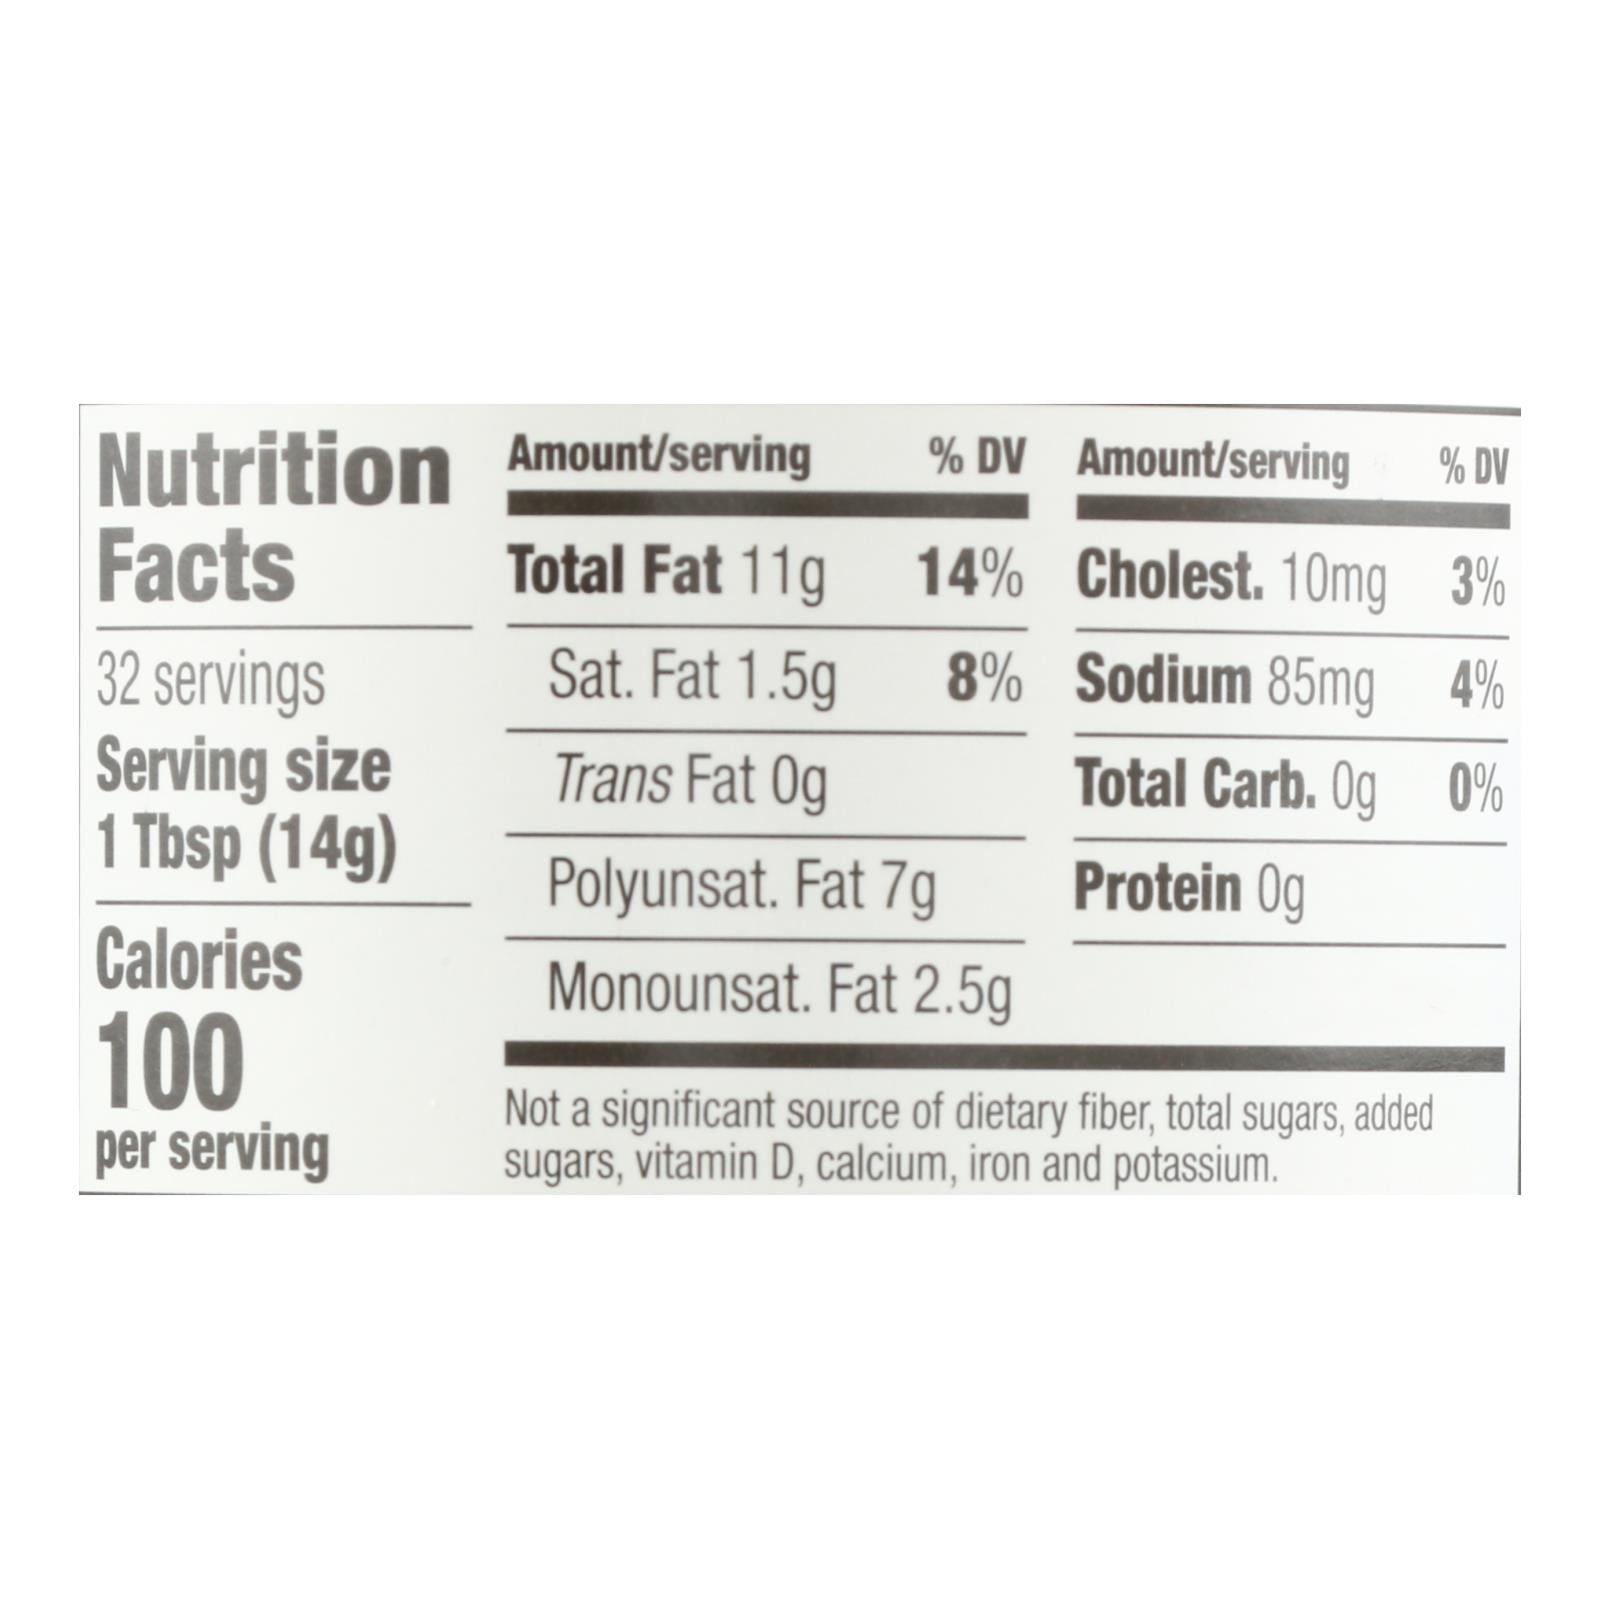 Nutrition
Facts
32 servings
Serving size
1 Tbsp (14g)
Calories
100
per serving
Amount/serving % DV
Total Fat 11g 14%
Sat. Fat 1.5g 8%
Trans Fat 0g
Polyunsat. Fat 7g
Monounsat. Fat 2.5g
Amount/serving % DV
Cholest. 10mg 3%
Sodium 85mg 4%
Total Carb. 0g 0%
Protein 0g
Not a significant source of dietary fiber, total sugars, added
sugars, vitamin D, calcium, iron and potassium.